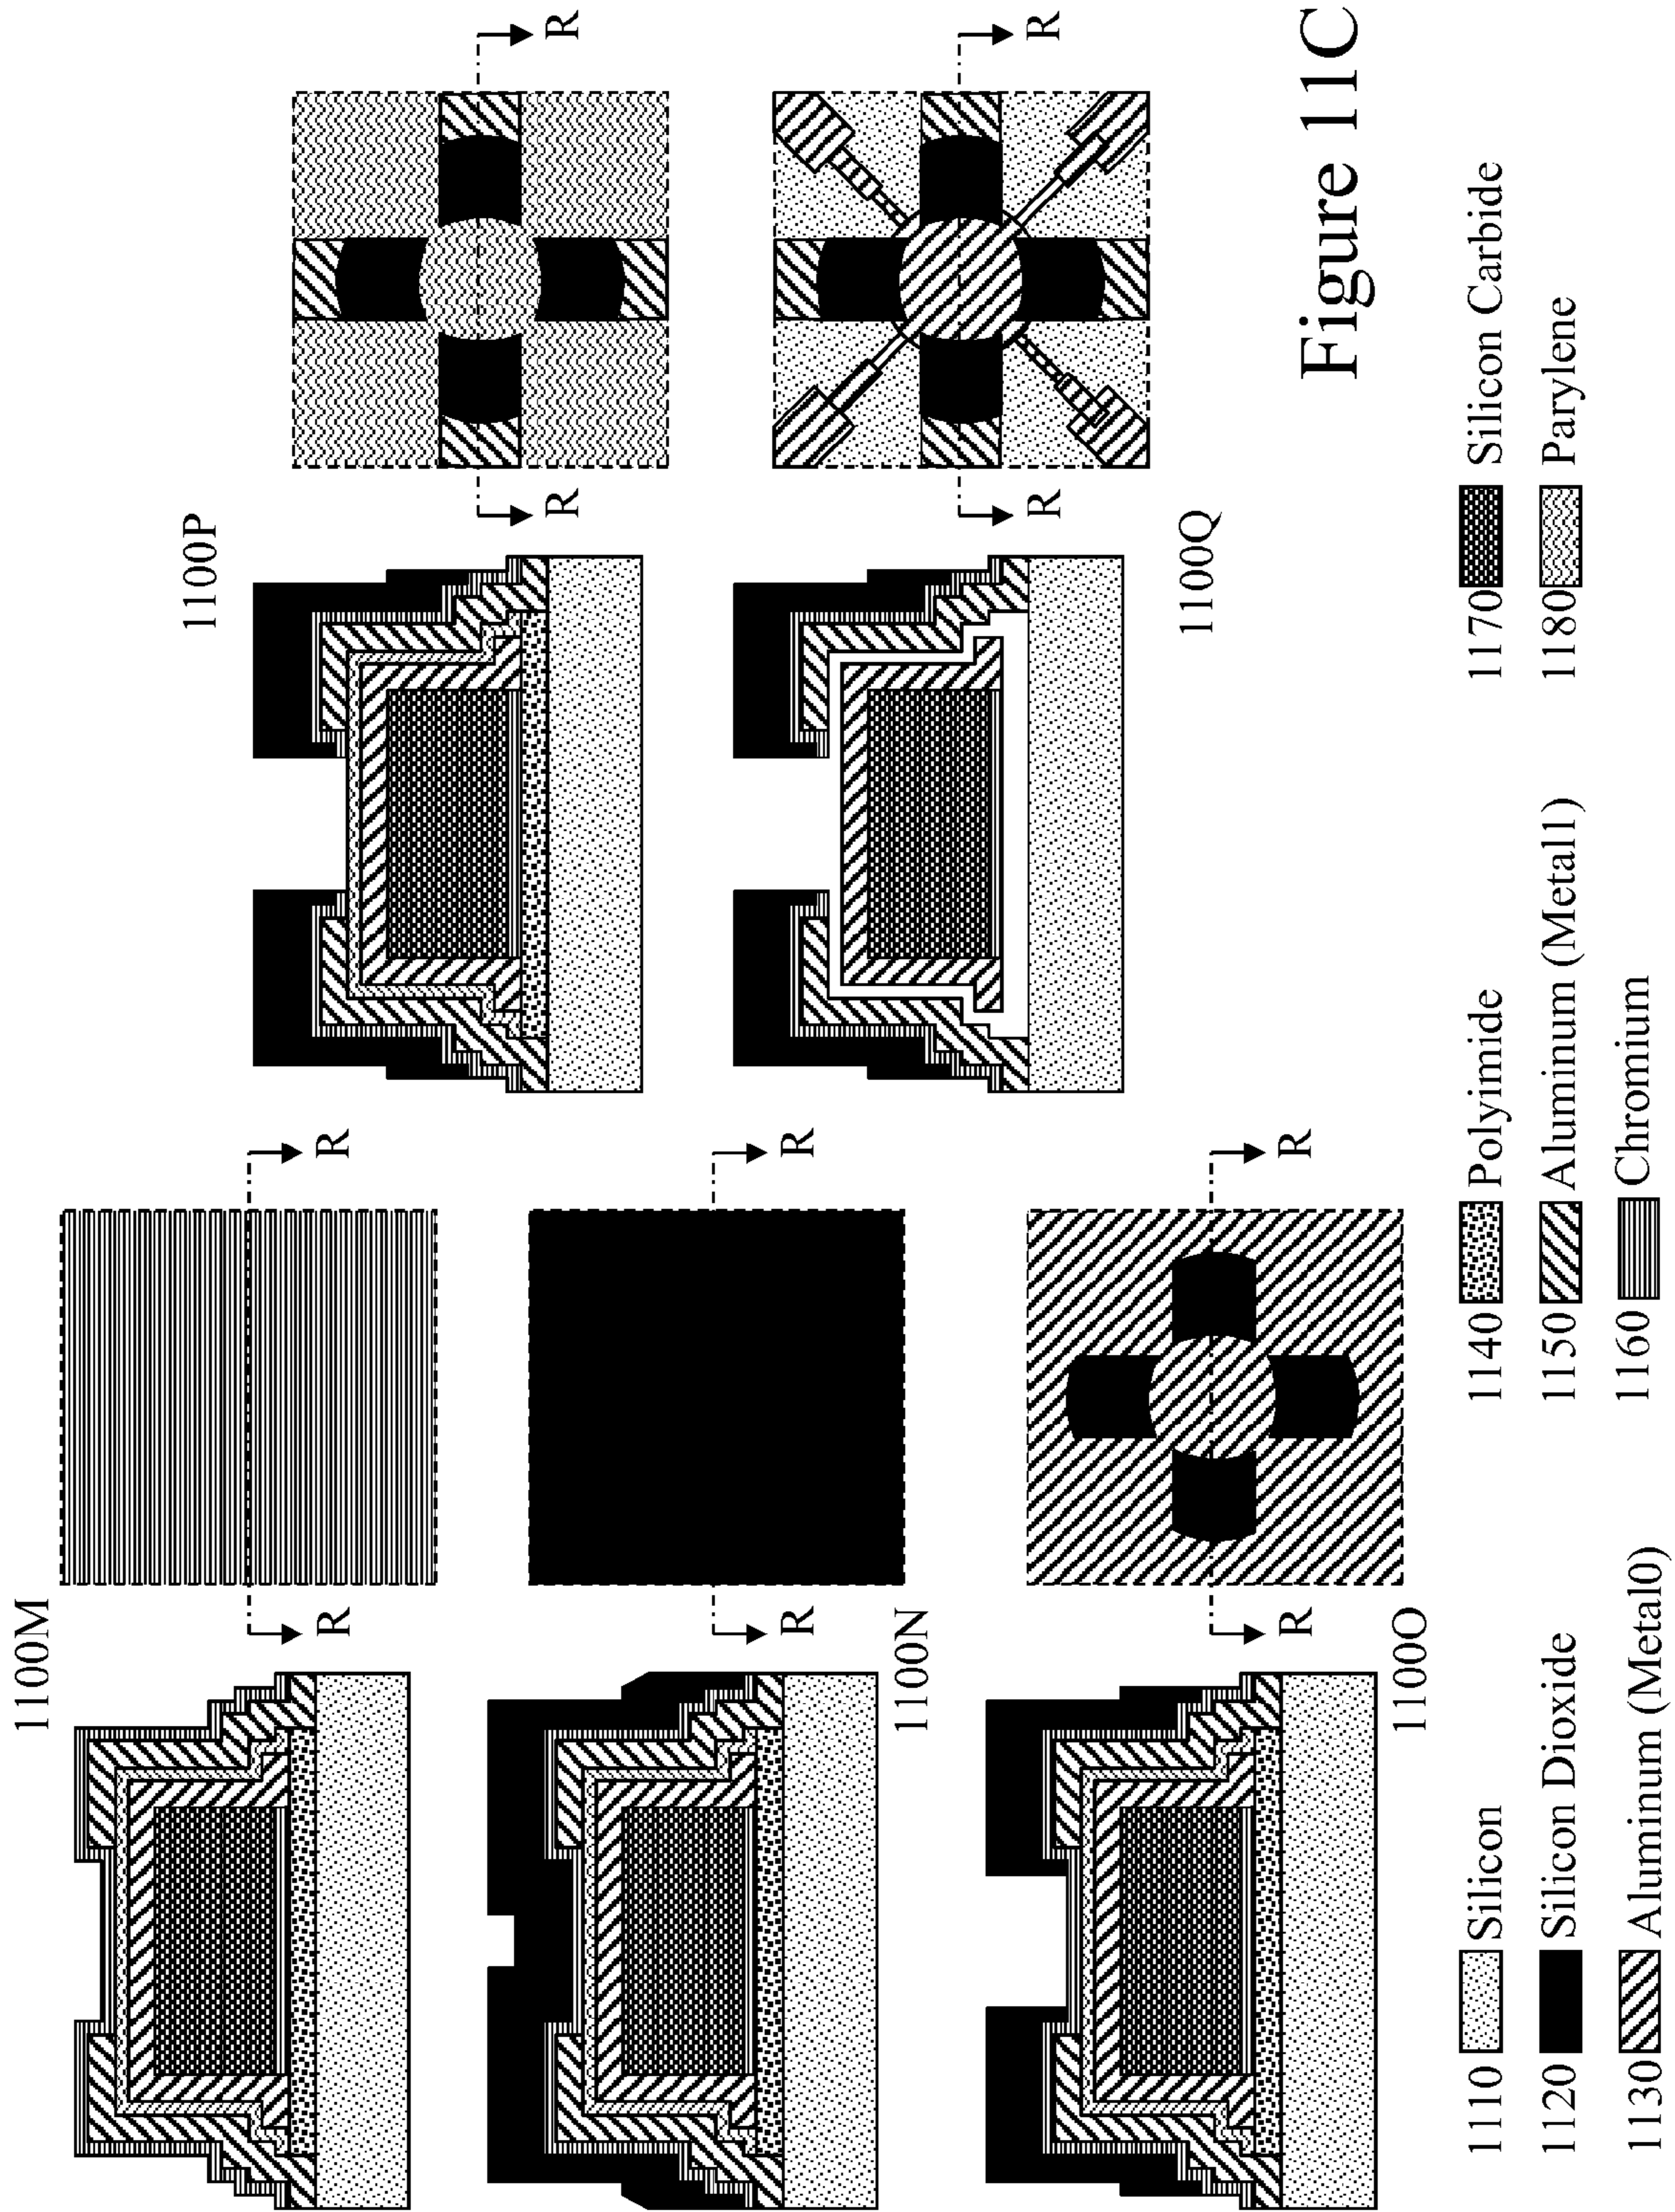 1100M
R
R
1100N
R
R
1100O
R
R
1100P
R
R
1100Q
R
R
1110 Silicon
1120 Silicon Dioxide
1130 Aluminum (Metal0)
1140 Polyimide
1150 Aluminum (Metal1)
1160 Chromium
1170 Silicon Carbide
1180 Parylene
Figure 11C